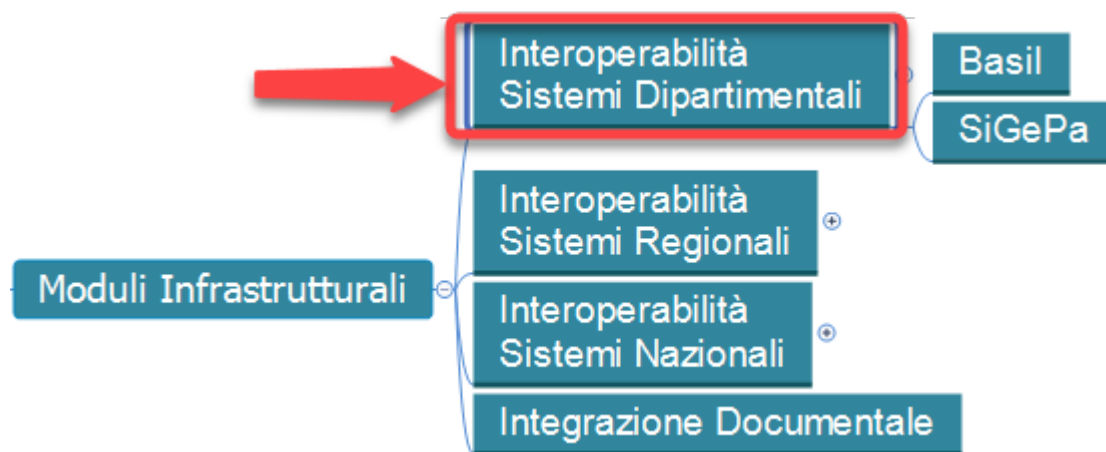 Interoperabilità
Sistemi Dipartimentali
Basil
SiGePa
Interoperabilità
Sistemi Regionali
Moduli Infrastrutturali
Interoperabilità
Sistemi Nazionali
Integrazione Documentale